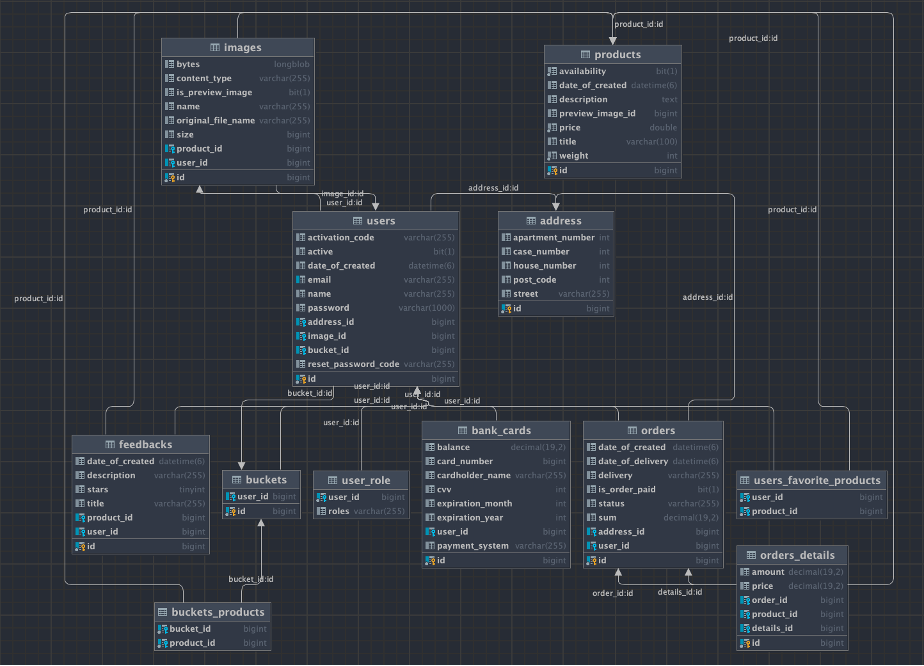 product_id:id
product_id:id
images
bytes longblob
content_type varchar(255)
is_preview_image bit(1)
name varchar(255)
original_file_name varchar(255)
size bigint
product_id bigint
user_id bigint
id bigint
products
availability bit(1)
date_of_created datetime(6)
description text
preview_image_id bigint
price double
title varchar(100)
weight int
id bigint
image_id:id
user_id:id
address_id:id
product_id:id
product_id:id
product_id:id
address_id:id
users
activation_code varchar(255)
active bit(1)
date_of_created datetime(6)
email varchar(255)
name varchar(255)
password varchar(1000)
address_id bigint
image_id bigint
bucket_id bigint
reset_password_code varchar(255)
id bigint
address
apartment_number int
case_number int
house_number int
post_code int
street varchar(255)
id bigint
bucket_id:id
user_id:id
user_id:id
user_id:id
user_id:id
user_id:id
user_id:id
feedbacks
date_of_created datetime(6)
description varchar(255)
stars tinyint
title varchar(255)
product_id bigint
user_id bigint
id bigint
buckets
user_id bigint
id bigint
user_role
user_id bigint
roles varchar(255)
bank_cards
balance decimal(19,2)
card_number bigint
cardholder_name varchar(255)
cvv int
expiration_month int
expiration_year int
user_id bigint
payment_system varchar(255)
id bigint
orders
date_of_created datetime(6)
date_of_delivery datetime(6)
delivery varchar(255)
is_order_paid bit(1)
status varchar(255)
sum decimal(19,2)
address_id bigint
user_id bigint
id bigint
users_favorite_products
user_id bigint
product_id bigint
orders_details
amount decimal(19,2)
price decimal(19,2)
order_id bigint
product_id bigint
details_id bigint
id bigint
bucket_id:id
order_id:id
details_id:id
buckets_products
bucket_id bigint
product_id bigint